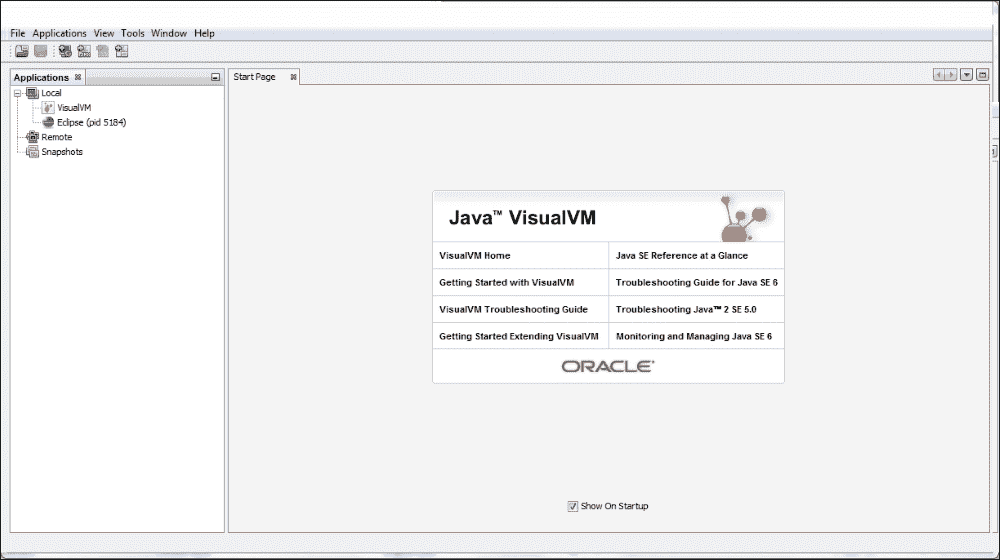 File Applications View Tools Window Help
Applications
Start Page
Local
VisualVM
Eclipse (pid 5184)
Remote
Snapshots
Java™ VisualVM
VisualVM Home
Java SE Reference at a Glance
Getting Started with VisualVM
Troubleshooting Guide for Java SE 6
VisualVM Troubleshooting Guide
Troubleshooting Java™ 2 SE 5.0
Getting Started Extending VisualVM
Monitoring and Managing Java SE 6
ORACLE
Show On Startup